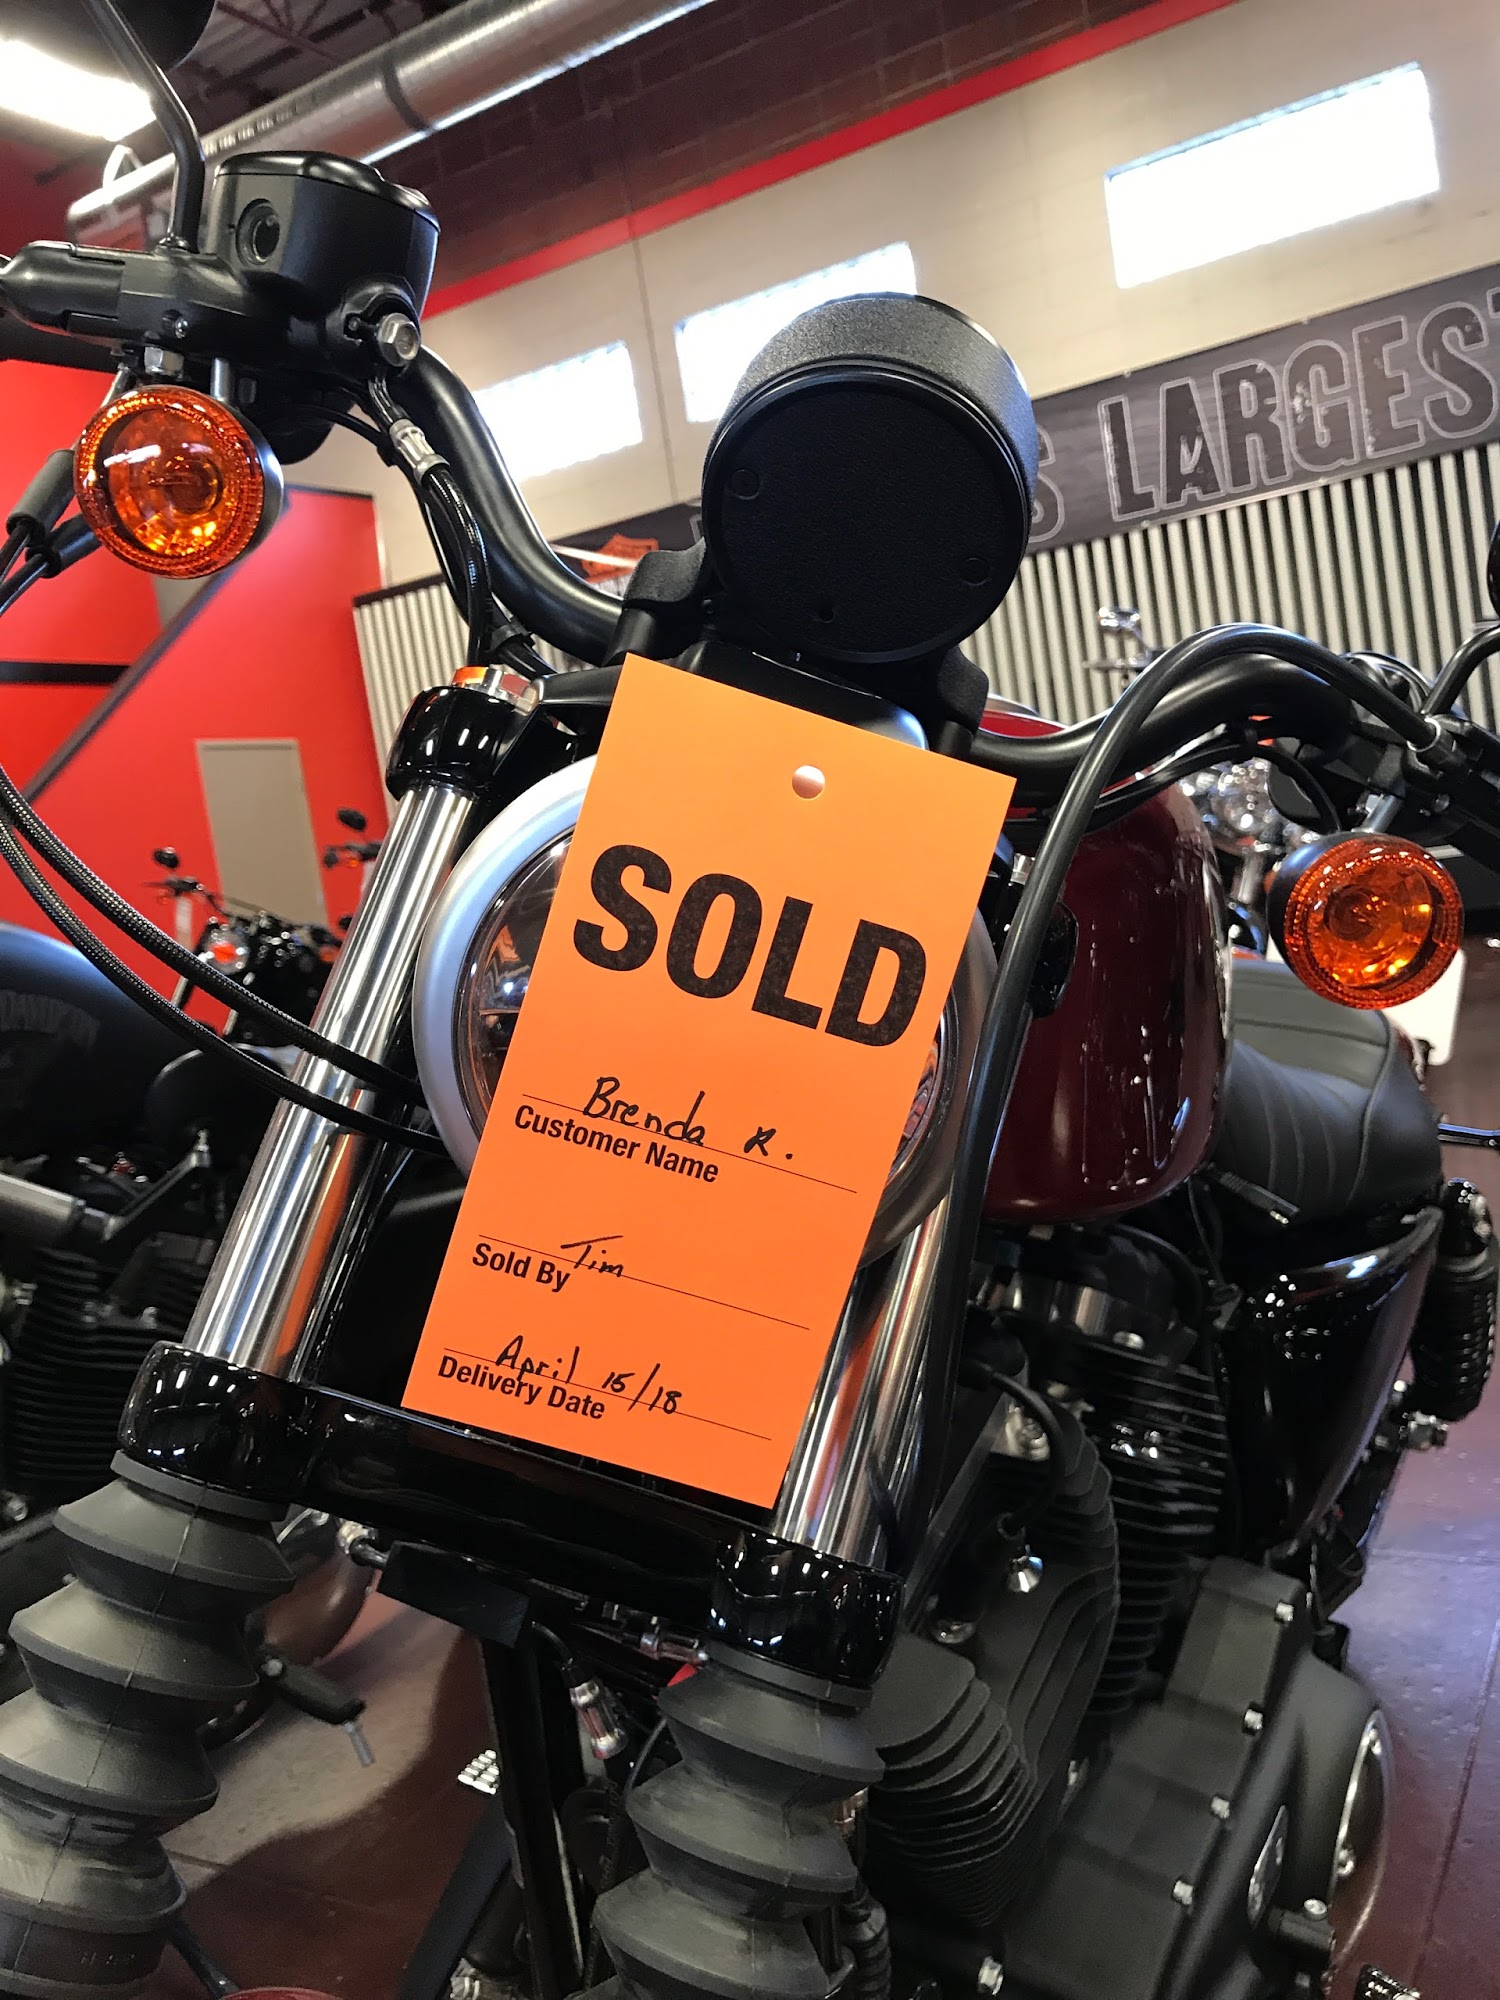 S LARGEST
SOLD
Brenda R.
Customer Name
Tim
Sold By
April 15/18
Delivery Date